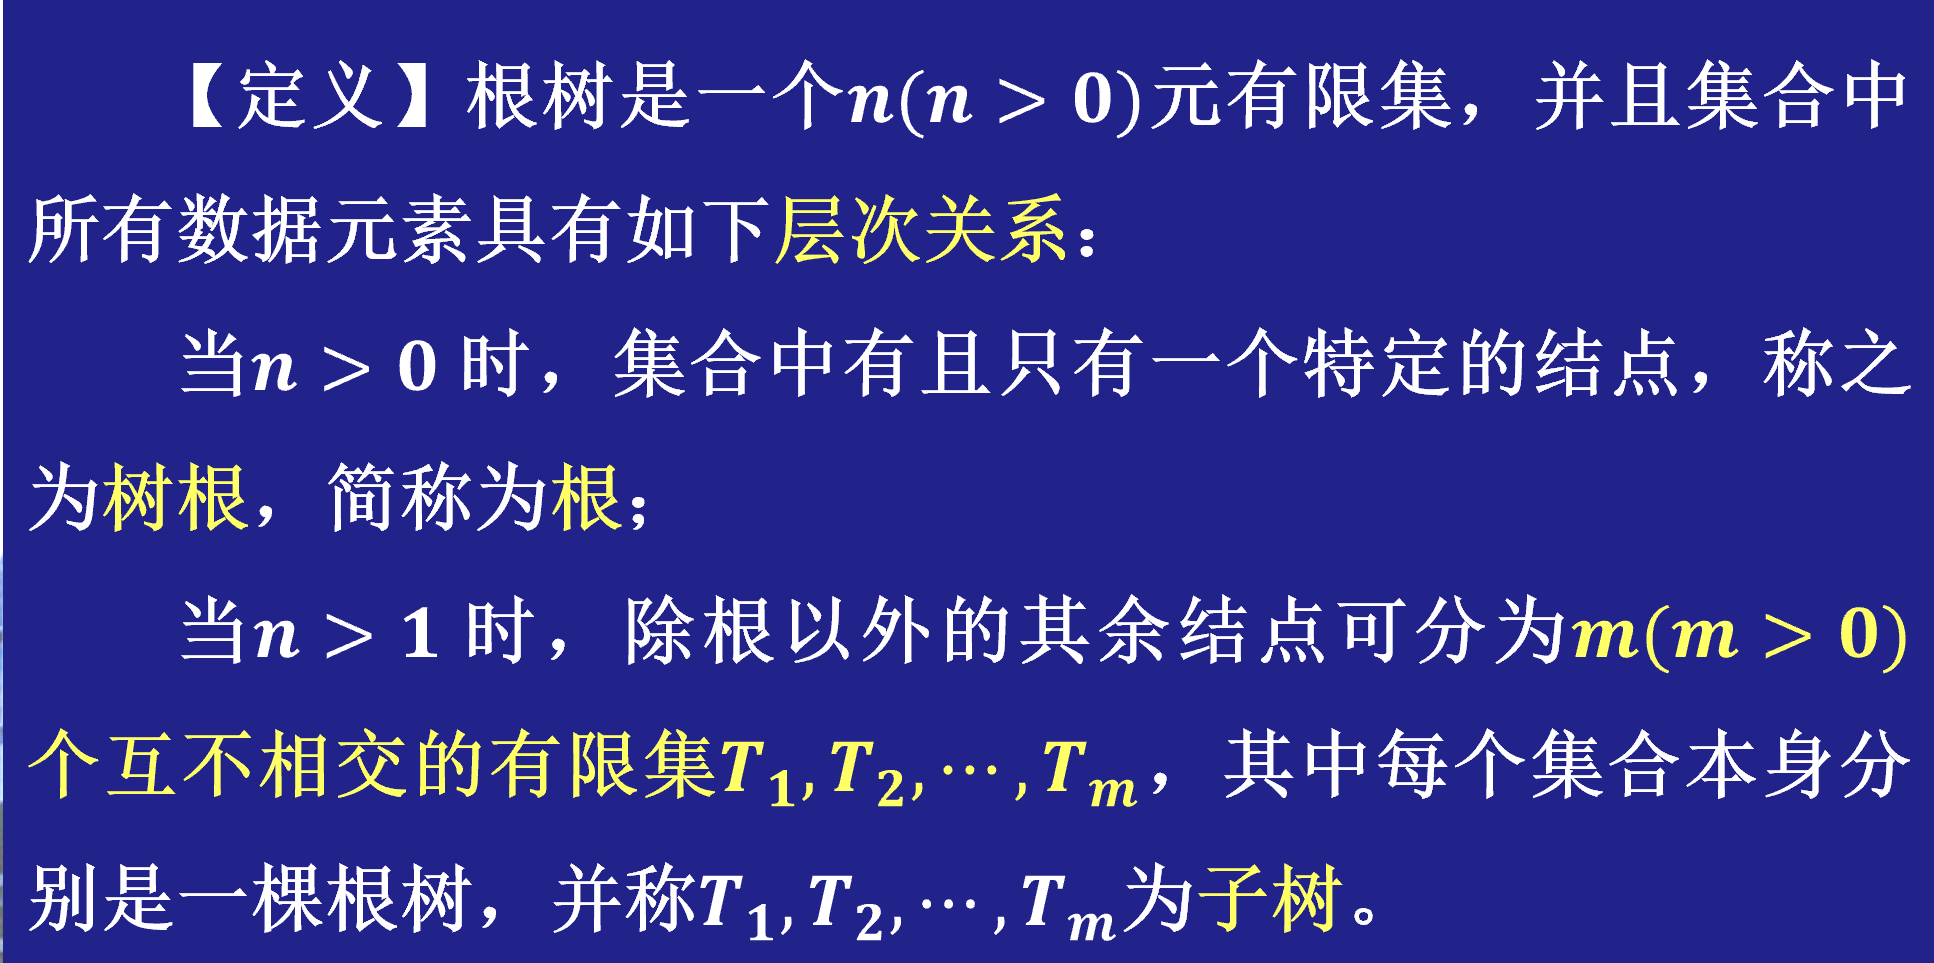 【定义】根树是一个n(n > 0)元有限集，并且集合中
所有数据元素具有如下层次关系：
当n > 0 时，集合中有且只有一个特定的结点，称之
为树根，简称为根；
当n > 1 时，除根以外的其余结点可分为m(m > 0)
个互不相交的有限集T₁, T₂, ⋯ , Tₘ，其中每个集合本身分
别是一棵根树，并称T₁, T₂, ⋯ , Tₘ为子树。